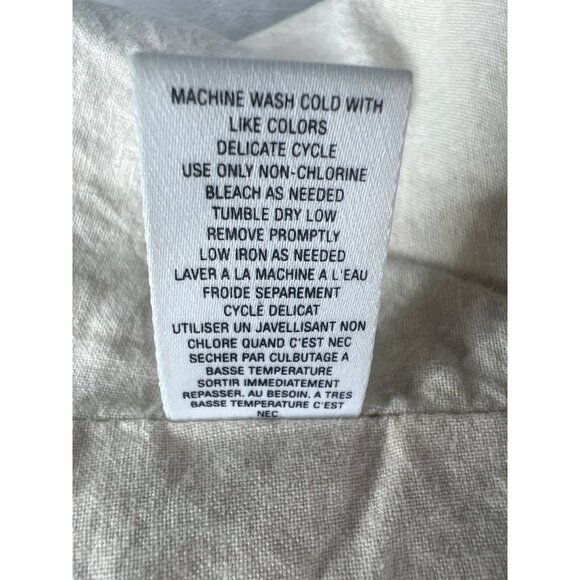 MACHINE WASH COLD WITH
LIKE COLORS
DELICATE CYCLE
USE ONLY NON-CHLORINE
BLEACH AS NEEDED
TUMBLE DRY LOW
REMOVE PROMPTLY
LOW IRON AS NEEDED
LAVER A LA MACHINE A L'EAU
FROIDE SEPAREMENT
CYCLE DELICAT
UTILISER UN JAVELLISANT NON
CHLORE QUAND C'EST NEC
SECHER PAR CULBUTAGE A
BASSE TEMPERATURE
SORTIR IMMEDIATEMENT
REPASSER, AU BESOIN, A TRES
BASSE TEMPERATURE C'EST
NEC